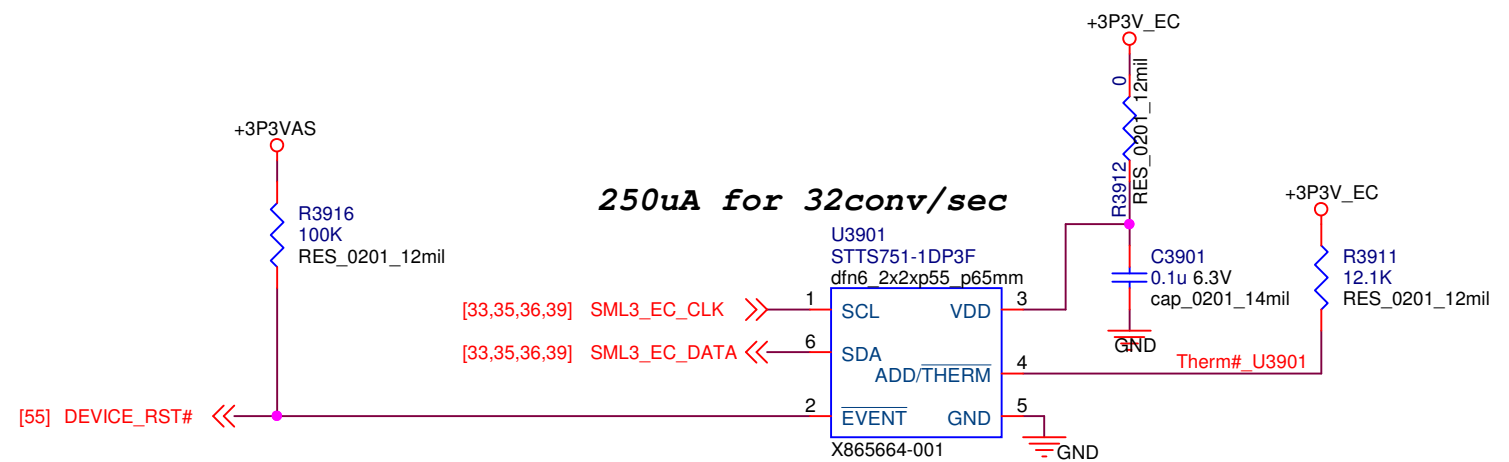 +3P3V_EC
0
RES_0201_12mil
R3912
+3P3VAS
R3916
100K
RES_0201_12mil
250uA for 32conv/sec
+3P3V_EC
U3901
STTS751-1DP3F
dfn6_2x2xp55_p65mm
C3901
0.1u 6.3V
cap_0201_14mil
GND
R3911
12.1K
RES_0201_12mil
[33,35,36,39] SML3_EC_CLK
1
SCL
VDD
3
[33,35,36,39] SML3_EC_DATA
6
SDA
ADD/THERM
4
Therm#_U3901
[55] DEVICE_RST#
2
EVENT
GND
5
GND
X865664-001